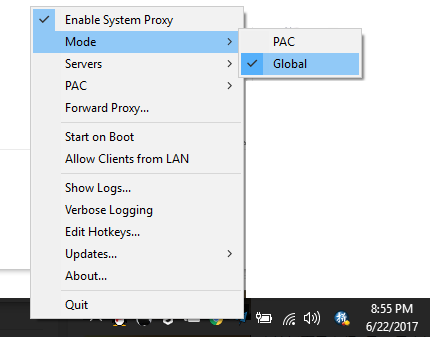 Enable System Proxy
Mode
PAC
Global
Servers
PAC
Forward Proxy...
Start on Boot
Allow Clients from LAN
Show Logs...
Verbose Logging
Edit Hotkeys...
Updates...
About...
Quit
8:55 PM
6/22/2017